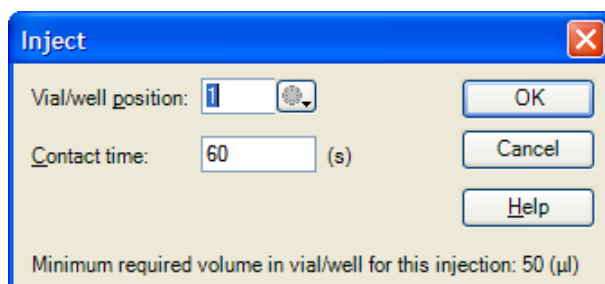 Inject
Vial/well position: 1
OK
Contact time: 60 (s)
Cancel
Help
Minimum required volume in vial/well for this injection: 50 (µl)